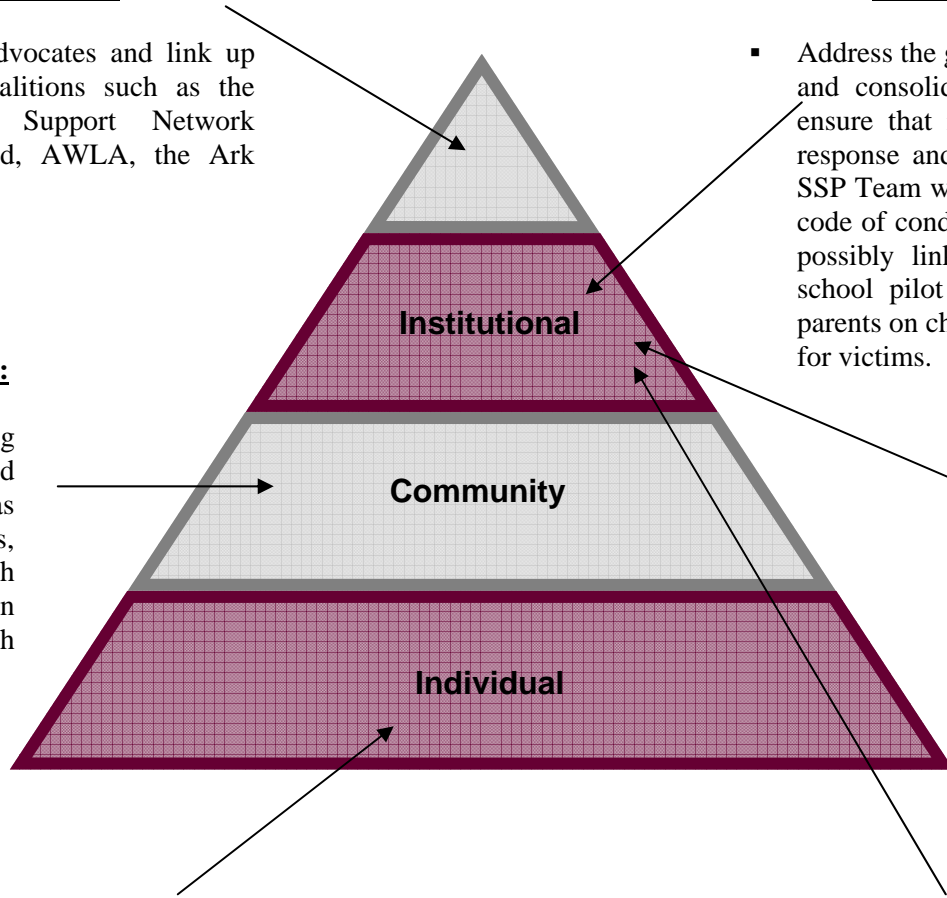 dvocates and link up
alitions such as the
Support Network
d, AWLA, the Ark
▪ Address the
and consolid
ensure that
response and
SSP Team w
code of cond
possibly link
school pilot
parents on ch
for victims.
Institutional
:
g
d
as
s,
h
n
h
Community
Individual